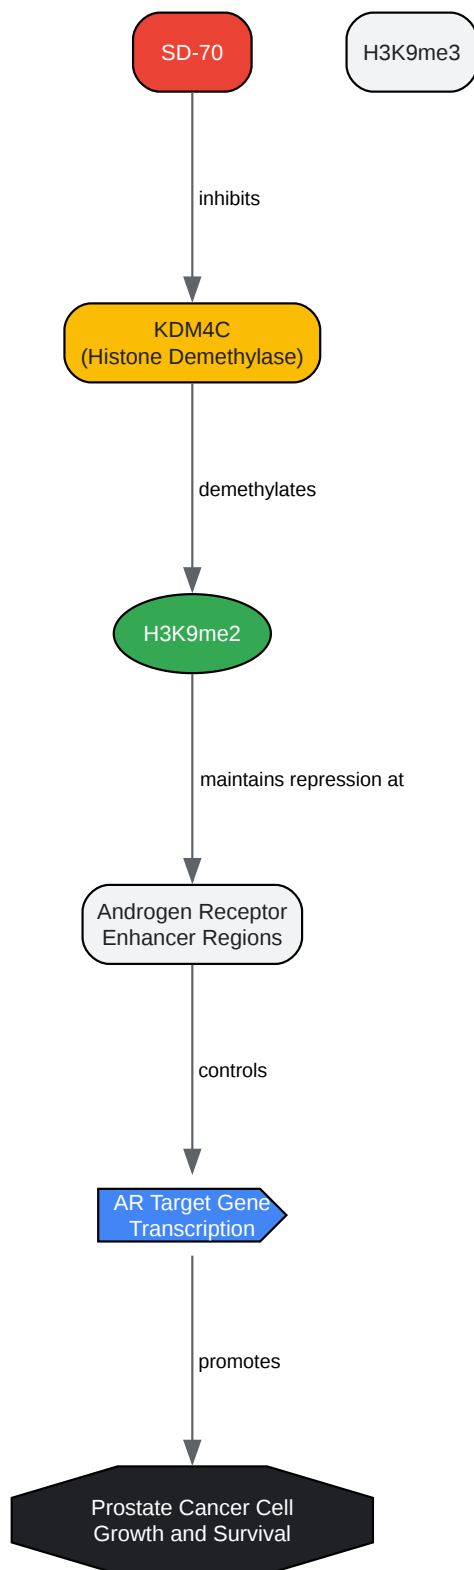 SD-70
H3K9me3
inhibits
KDM4C
(Histone Demethylase)
demethylates
H3K9me2
maintains repression at
Androgen Receptor
Enhancer Regions
controls
AR Target Gene
Transcription
promotes
Prostate Cancer Cell
Growth and Survival